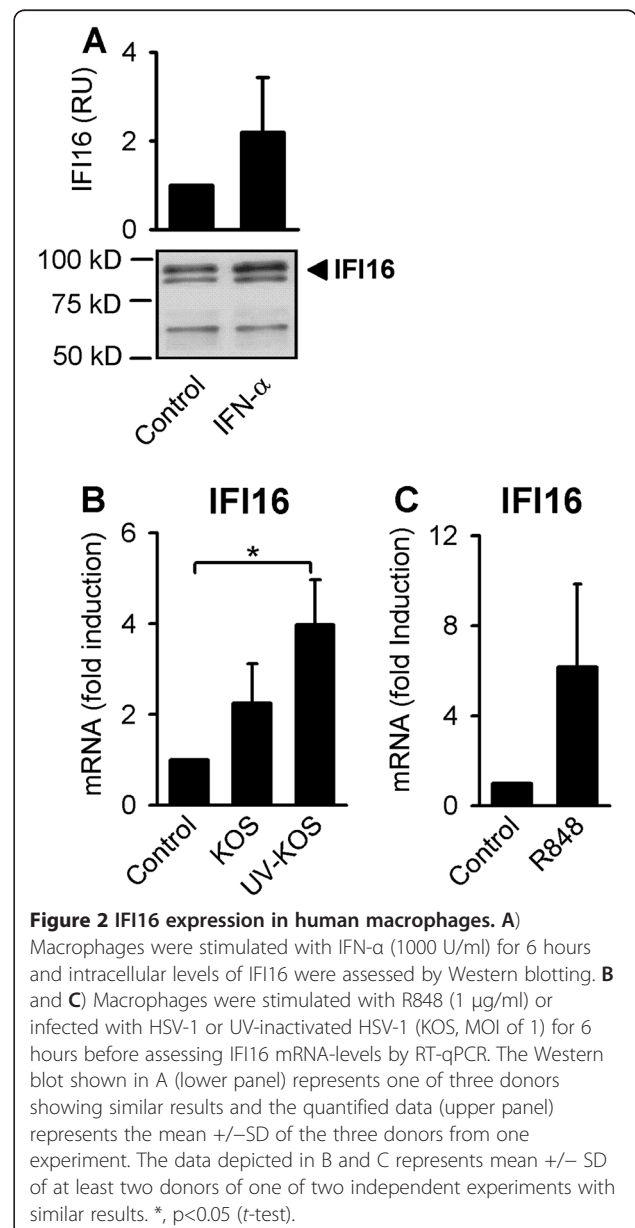 A
IFI16 (RU)
4
2
0
100 kD
75 kD
50 kD
IFI16
Control
IFN-α
B
IFI16
mRNA (fold induction)
6
4
2
0
*
Control
KOS
UV-KOS
C
IFI16
mRNA (fold Induction)
12
8
4
0
Control
R848
Figure 2 IFI16 expression in human macrophages. A)
Macrophages were stimulated with IFN-α (1000 U/ml) for 6 hours
and intracellular levels of IFI16 were assessed by Western blotting. B
and C) Macrophages were stimulated with R848 (1 μg/ml) or
infected with HSV-1 or UV-inactivated HSV-1 (KOS, MOI of 1) for 6
hours before assessing IFI16 mRNA-levels by RT-qPCR. The Western
blot shown in A (lower panel) represents one of three donors
showing similar results and the quantified data (upper panel)
represents the mean +/−SD of the three donors from one
experiment. The data depicted in B and C represents mean +/− SD
of at least two donors of one of two independent experiments with
similar results. *, p<0.05 (t-test).